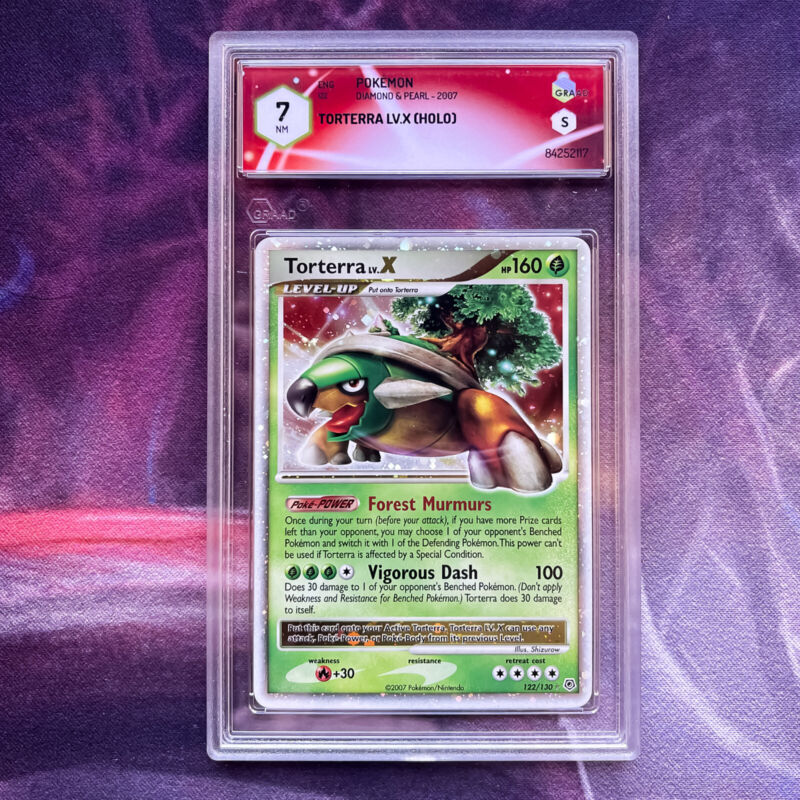 7
NM
ENG
POKÉMON
DIAMOND & PEARL - 2007
TORTERRA LV.X (HOLO)
GRAAD
S
84252117
GRAAD®
Torterra LV.X
HP 160
LEVEL-UP Put onto Torterra
Poké-POWER Forest Murmurs
Once during your turn (before your attack), if you have more Prize cards
left than your opponent, you may choose 1 of your opponent's Benched
Pokémon and switch it with 1 of the Defending Pokémon. This power can't
be used if Torterra is affected by a Special Condition.
Vigorous Dash 100
Does 30 damage to 1 of your opponent's Benched Pokémon. (Don't apply
Weakness and Resistance for Benched Pokémon.) Torterra does 30 damage
to itself.
Put this card onto your Active Torterra. Torterra LV.X can use any
attack, Poké-Power, or Poké-Body from its previous Level.
Illus. Shizurow
weakness resistance retreat cost
+30
©2007 Pokémon/Nintendo
122/130